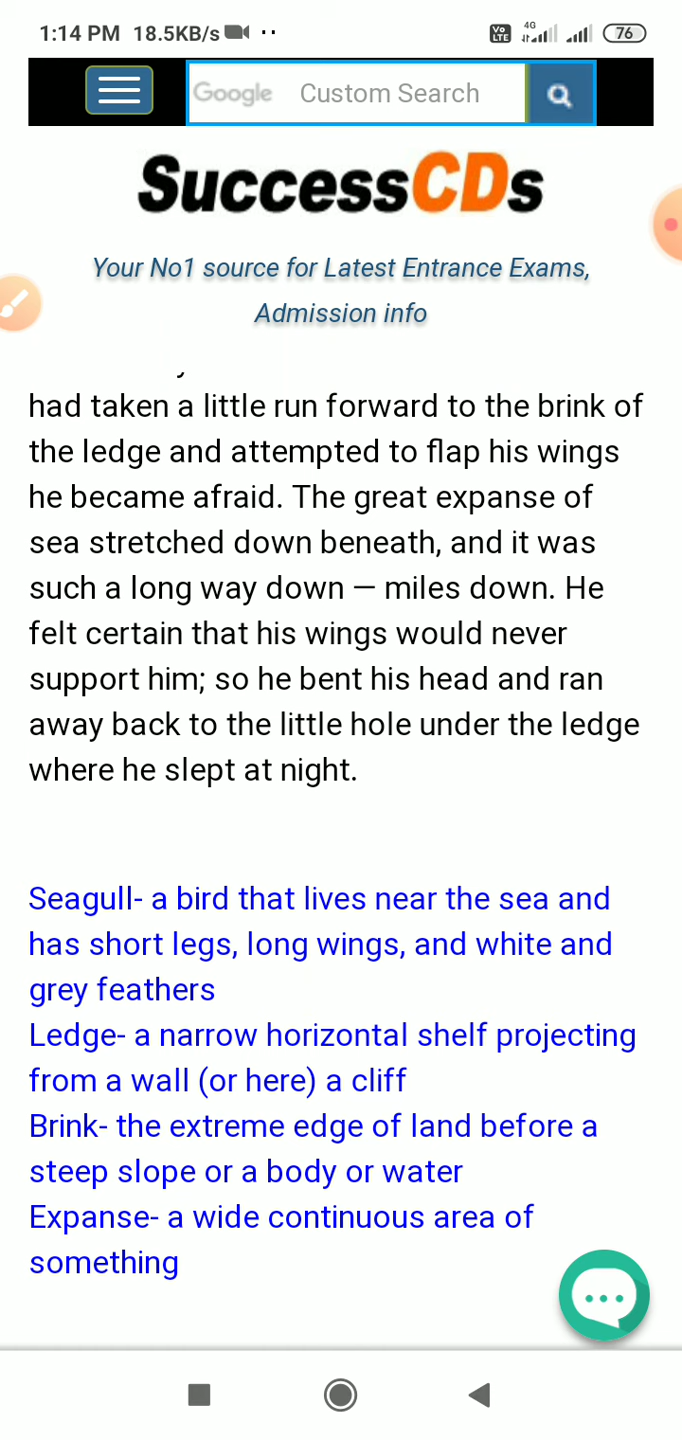 1:14 PM 18.5KB/s
Vo LTE 4G 76
Google Custom Search
SuccessCDs
Your No1 source for Latest Entrance Exams,
Admission info
had taken a little run forward to the brink of
the ledge and attempted to flap his wings
he became afraid. The great expanse of
sea stretched down beneath, and it was
such a long way down — miles down. He
felt certain that his wings would never
support him; so he bent his head and ran
away back to the little hole under the ledge
where he slept at night.
Seagull- a bird that lives near the sea and
has short legs, long wings, and white and
grey feathers
Ledge- a narrow horizontal shelf projecting
from a wall (or here) a cliff
Brink- the extreme edge of land before a
steep slope or a body or water
Expanse- a wide continuous area of
something